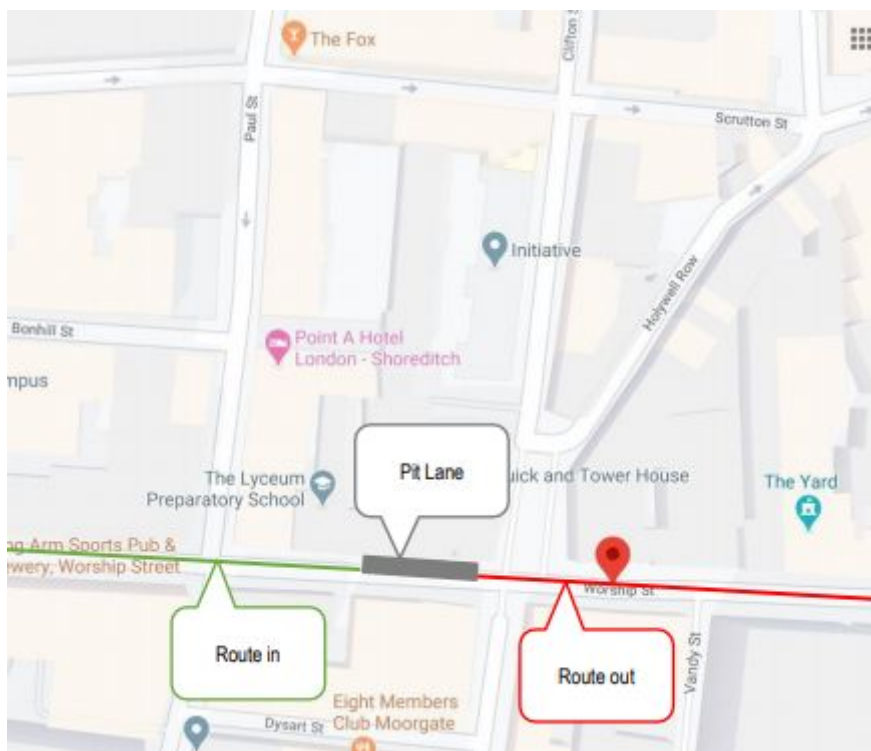 The Fox
Clifton S
Paul St
Scrutton St
Initiative
Holywell Row
Bonhill St
Point A Hotel
London - Shoreditch
mpus
Pit Lane
The Lyceum
Preparatory School
uick and Tower House
The Yard
ng Arm Sports Pub &
ewery, Worship Street
Worship St
Route in
Route out
Vandy St
Eight Members
Club Moorgate
Dysart St